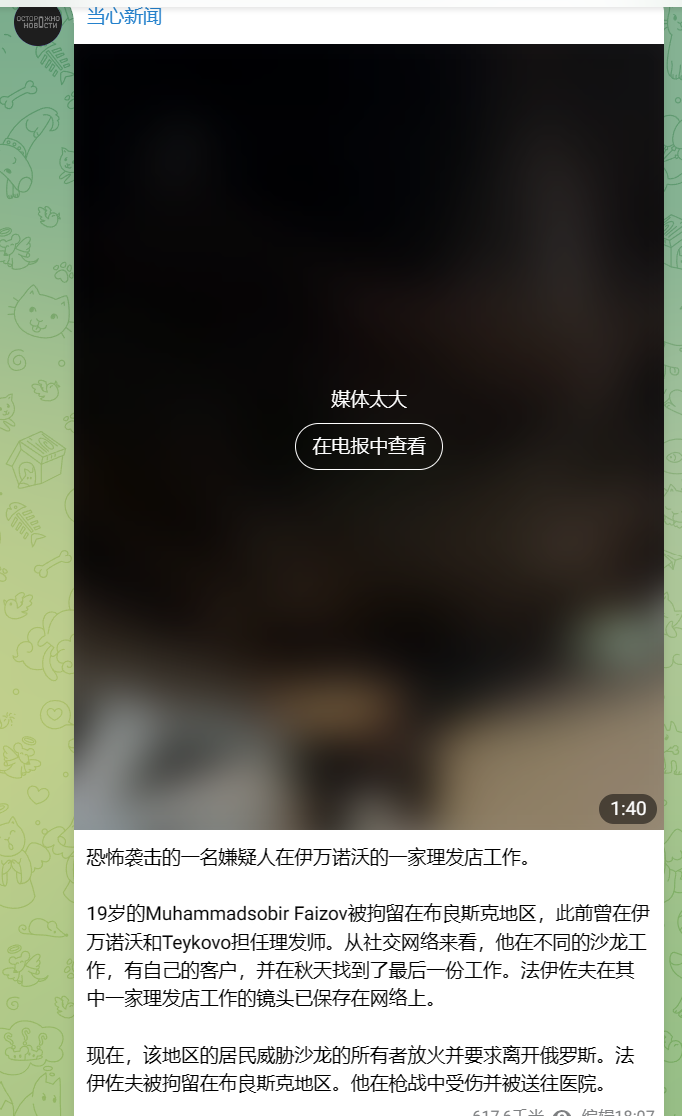 ОСТОРОЖНО
НОВОСТИ
当心新闻
媒体太大
在电报中查看
1:40
恐怖袭击的一名嫌疑人在伊万诺沃的一家理发店工作。
19岁的Muhammadsobir Faizov被拘留在布良斯克地区，此前曾在伊
万诺沃和Teykovo担任理发师。从社交网络来看，他在不同的沙龙工
作，有自己的客户，并在秋天找到了最后一份工作。法伊佐夫在其
中一家理发店工作的镜头已保存在网络上。
现在，该地区的居民威胁沙龙的所有者放火并要求离开俄罗斯。法
伊佐夫被拘留在布良斯克地区。他在枪战中受伤并被送往医院。
617.6千米 编辑18:07